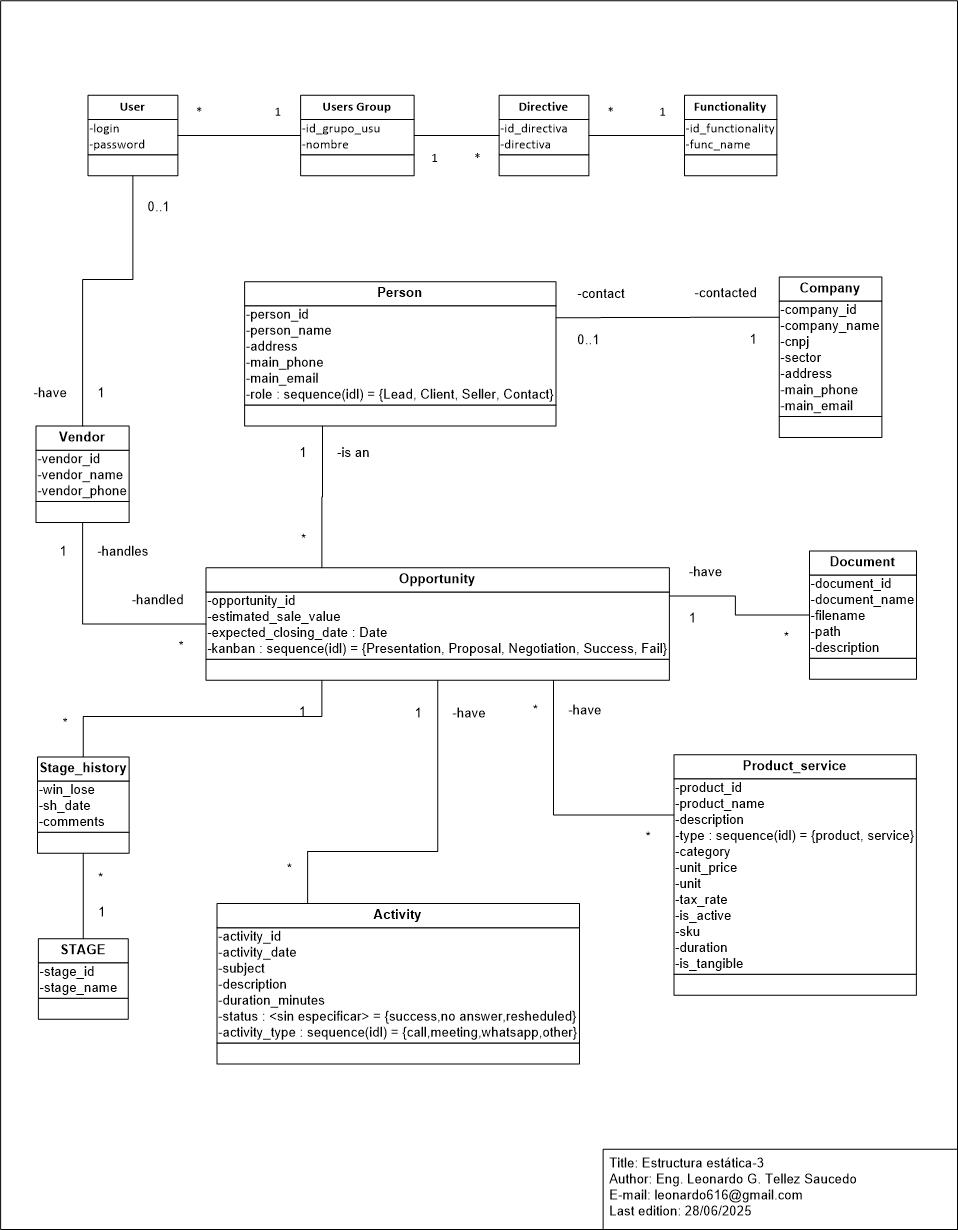 User
-login
-password
*
1
Users Group
-id_grupo_usu
-nombre
1
*
Directive
-id_directiva
-directiva
*
1
Functionality
-id_functionality
-func_name
0..1
-have
1
Person
-person_id
-person_name
-address
-main_phone
-main_email
-role : sequence(idl) = {Lead, Client, Seller, Contact}
-contact
-contacted
0..1
1
Company
-company_id
-company_name
-cnpj
-sector
-address
-main_phone
-main_email
Vendor
-vendor_id
-vendor_name
-vendor_phone
1
-is an
*
1
-handles
-handled
*
Opportunity
-opportunity_id
-estimated_sale_value
-expected_closing_date : Date
-kanban : sequence(idl) = {Presentation, Proposal, Negotiation, Success, Fail}
-have
1
*
Document
-document_id
-document_name
-filename
-path
-description
1
*
1
-have
*
-have
*
*
Stage_history
-win_lose
-sh_date
-comments
*
1
STAGE
-stage_id
-stage_name
Product_service
-product_id
-product_name
-description
-type : sequence(idl) = {product, service}
-category
-unit_price
-unit
-tax_rate
-is_active
-sku
-duration
-is_tangible
Activity
-activity_id
-activity_date
-subject
-description
-duration_minutes
-status : <sin especificar> = {success,no answer,resheduled}
-activity_type : sequence(idl) = {call,meeting,whatsapp,other}
Title: Estructura estática-3
Author: Eng. Leonardo G. Tellez Saucedo
E-mail: leonardo616@gmail.com
Last edition: 28/06/2025